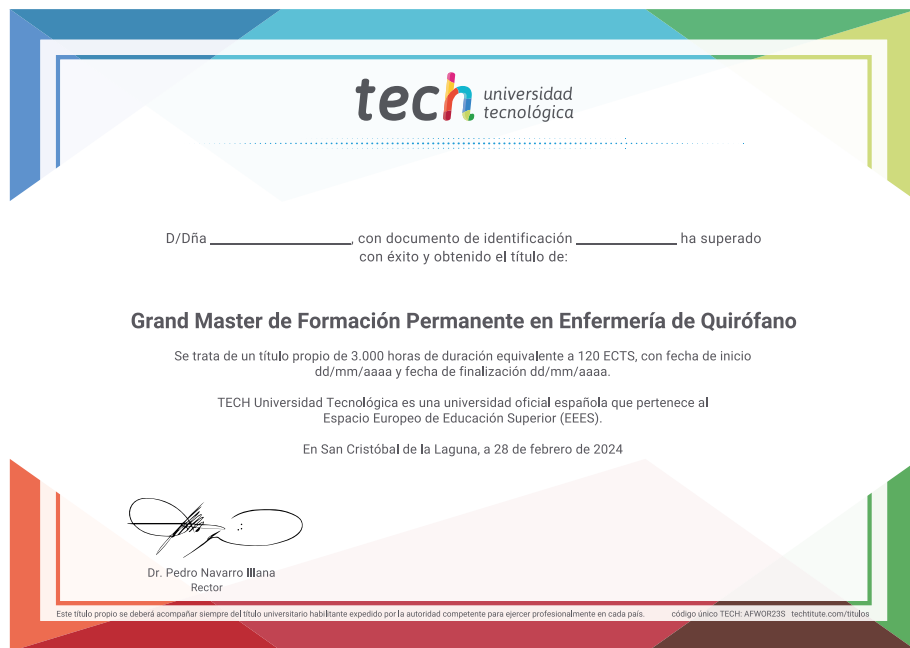 tech universidad
tecnológica
D/Dña ____________________, con documento de identificación ______________ ha superado
con éxito y obtenido el título de:
Grand Master de Formación Permanente en Enfermería de Quirófano
Se trata de un título propio de 3.000 horas de duración equivalente a 120 ECTS, con fecha de inicio
dd/mm/aaaa y fecha de finalización dd/mm/aaaa.
TECH Universidad Tecnológica es una universidad oficial española que pertenece al
Espacio Europeo de Educación Superior (EEES).
En San Cristóbal de la Laguna, a 28 de febrero de 2024
Dr. Pedro Navarro Illana
Rector
Este título propio se deberá acompañar siempre del título universitario habilitante expedido por la autoridad competente para ejercer profesionalmente en cada país. código único TECH: AFWOR23S techtitute.com/titulos